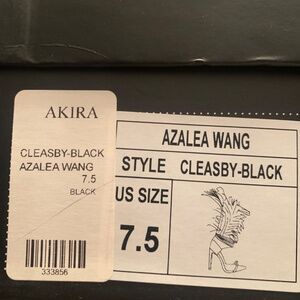 AKIRA
CLEASBY-BLACK
AZALEA WANG
7.5
BLACK
333856
AZALEA WANG
STYLE CLEASBY-BLACK
US SIZE
7.5